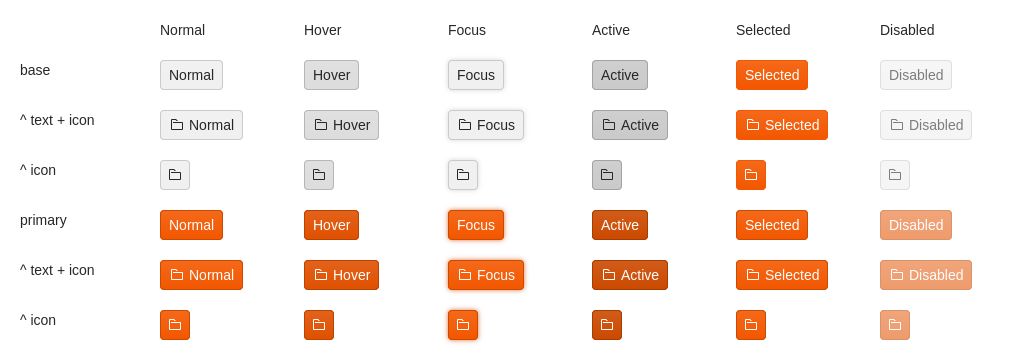 Normal Hover Focus Active Selected Disabled
base Normal Hover Focus Active Selected Disabled
^ text + icon Normal Hover Focus Active Selected Disabled
^ icon
primary Normal Hover Focus Active Selected Disabled
^ text + icon Normal Hover Focus Active Selected Disabled
^ icon